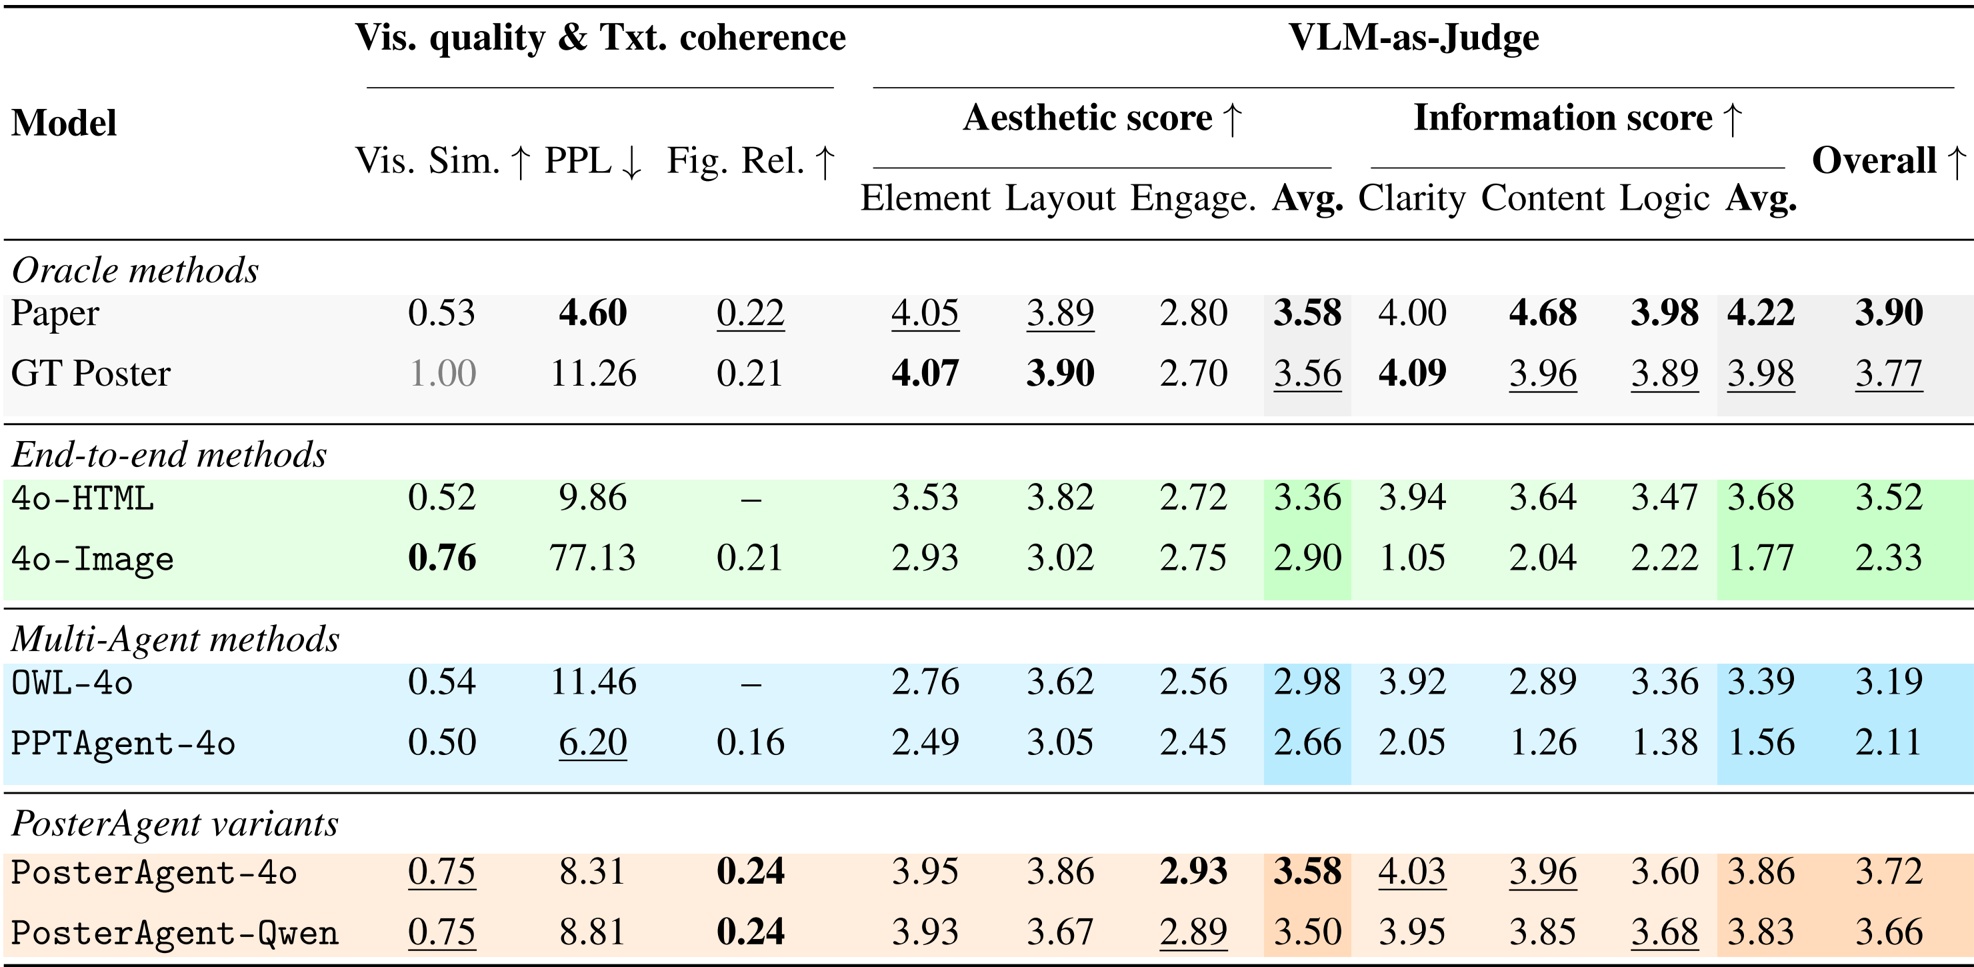 Vis. quality & Txt. coherence VLM-as-Judge
Model Aesthetic score ↑ Information score ↑
Vis. Sim. ↑ PPL ↓ Fig. Rel. ↑ Overall ↑
Element Layout Engage. Avg. Clarity Content Logic Avg.
Oracle methods
Paper 0.53 4.60 0.22 4.05 3.89 2.80 3.58 4.00 4.68 3.98 4.22 3.90
GT Poster 1.00 11.26 0.21 4.07 3.90 2.70 3.56 4.09 3.96 3.89 3.98 3.77
End-to-end methods
4o-HTML 0.52 9.86 – 3.53 3.82 2.72 3.36 3.94 3.64 3.47 3.68 3.52
4o-Image 0.76 77.13 0.21 2.93 3.02 2.75 2.90 1.05 2.04 2.22 1.77 2.33
Multi-Agent methods
OWL-4o 0.54 11.46 – 2.76 3.62 2.56 2.98 3.92 2.89 3.36 3.39 3.19
PPTAgent-4o 0.50 6.20 0.16 2.49 3.05 2.45 2.66 2.05 1.26 1.38 1.56 2.11
PosterAgent variants
PosterAgent-4o 0.75 8.31 0.24 3.95 3.86 2.93 3.58 4.03 3.96 3.60 3.86 3.72
PosterAgent-Qwen 0.75 8.81 0.24 3.93 3.67 2.89 3.50 3.95 3.85 3.68 3.83 3.66